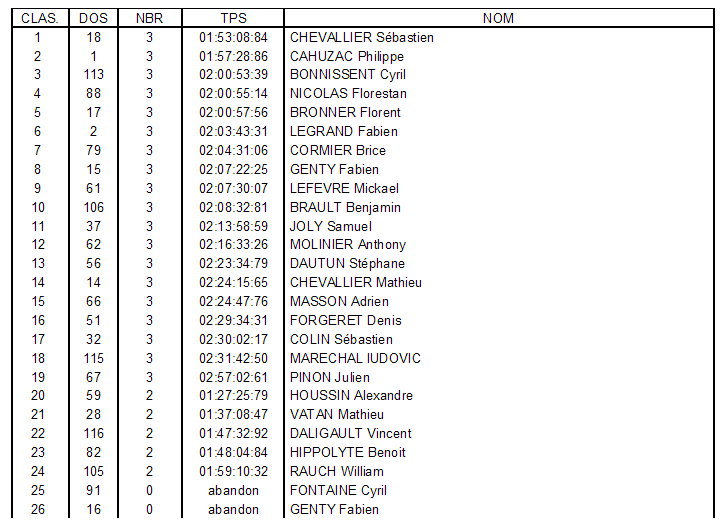 CLAS. DOS NBR TPS NOM
1 18 3 01:53:08:84 CHEVALLIER Sébastien
2 1 3 01:57:28:86 CAHUZAC Philippe
3 113 3 02:00:53:39 BONNISSENT Cyril
4 88 3 02:00:55:14 NICOLAS Florestan
5 17 3 02:00:57:56 BRONNER Florent
6 2 3 02:03:43:31 LEGRAND Fabien
7 79 3 02:04:31:06 CORMIER Brice
8 15 3 02:07:22:25 GENTY Fabien
9 61 3 02:07:30:07 LEFEVRE Mickael
10 106 3 02:08:32:81 BRAULT Benjamin
11 37 3 02:13:58:59 JOLY Samuel
12 62 3 02:16:33:26 MOLINIER Anthony
13 56 3 02:23:34:79 DAUTUN Stéphane
14 14 3 02:24:15:65 CHEVALLIER Mathieu
15 66 3 02:24:47:76 MASSON Adrien
16 51 3 02:29:34:31 FORGERET Denis
17 32 3 02:30:02:17 COLIN Sébastien
18 115 3 02:31:42:50 MARECHAL lUDOVIC
19 67 3 02:57:02:61 PINON Julien
20 59 2 01:27:25:79 HOUSSIN Alexandre
21 28 2 01:37:08:47 VATAN Mathieu
22 116 2 01:47:32:92 DALIGAULT Vincent
23 82 2 01:48:04:84 HIPPOLYTE Benoit
24 105 2 01:59:10:32 RAUCH William
25 91 0 abandon FONTAINE Cyril
26 16 0 abandon GENTY Fabien